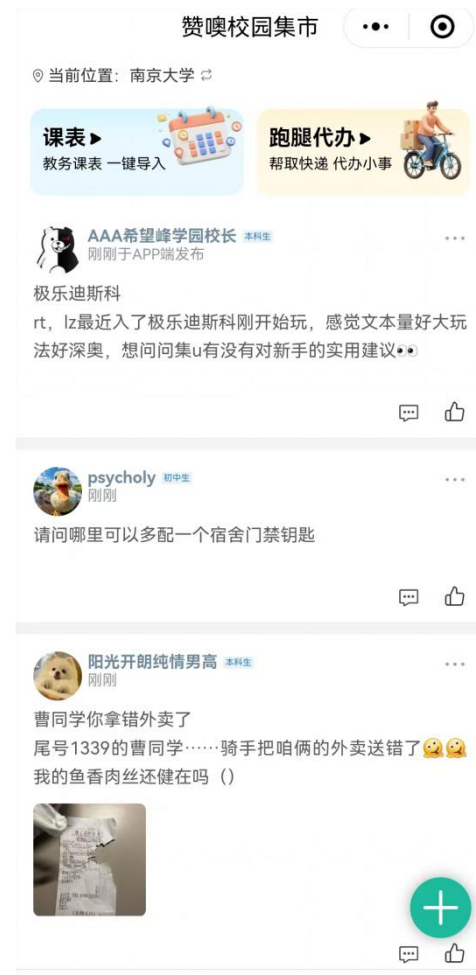 赞噢校园集市
当前位置：南京大学
课表
教务课表 一键导入
跑腿代办
帮取快递 代办小事
AAA希望峰学园校长 本科生
刚刚于APP端发布
极乐迪斯科
rt，lz最近入了极乐迪斯科刚开始玩，感觉文本量好大玩
法好深奥，想问问集u有没有对新手的实用建议👀
psycholy 初中生
刚刚
请问哪里可以多配一个宿舍门禁钥匙
阳光开朗纯情男高 本科生
刚刚
曹同学你拿错外卖了
尾号1339的曹同学……骑手把咱俩的外卖送错了🫠🫠
我的鱼香肉丝还健在吗（）